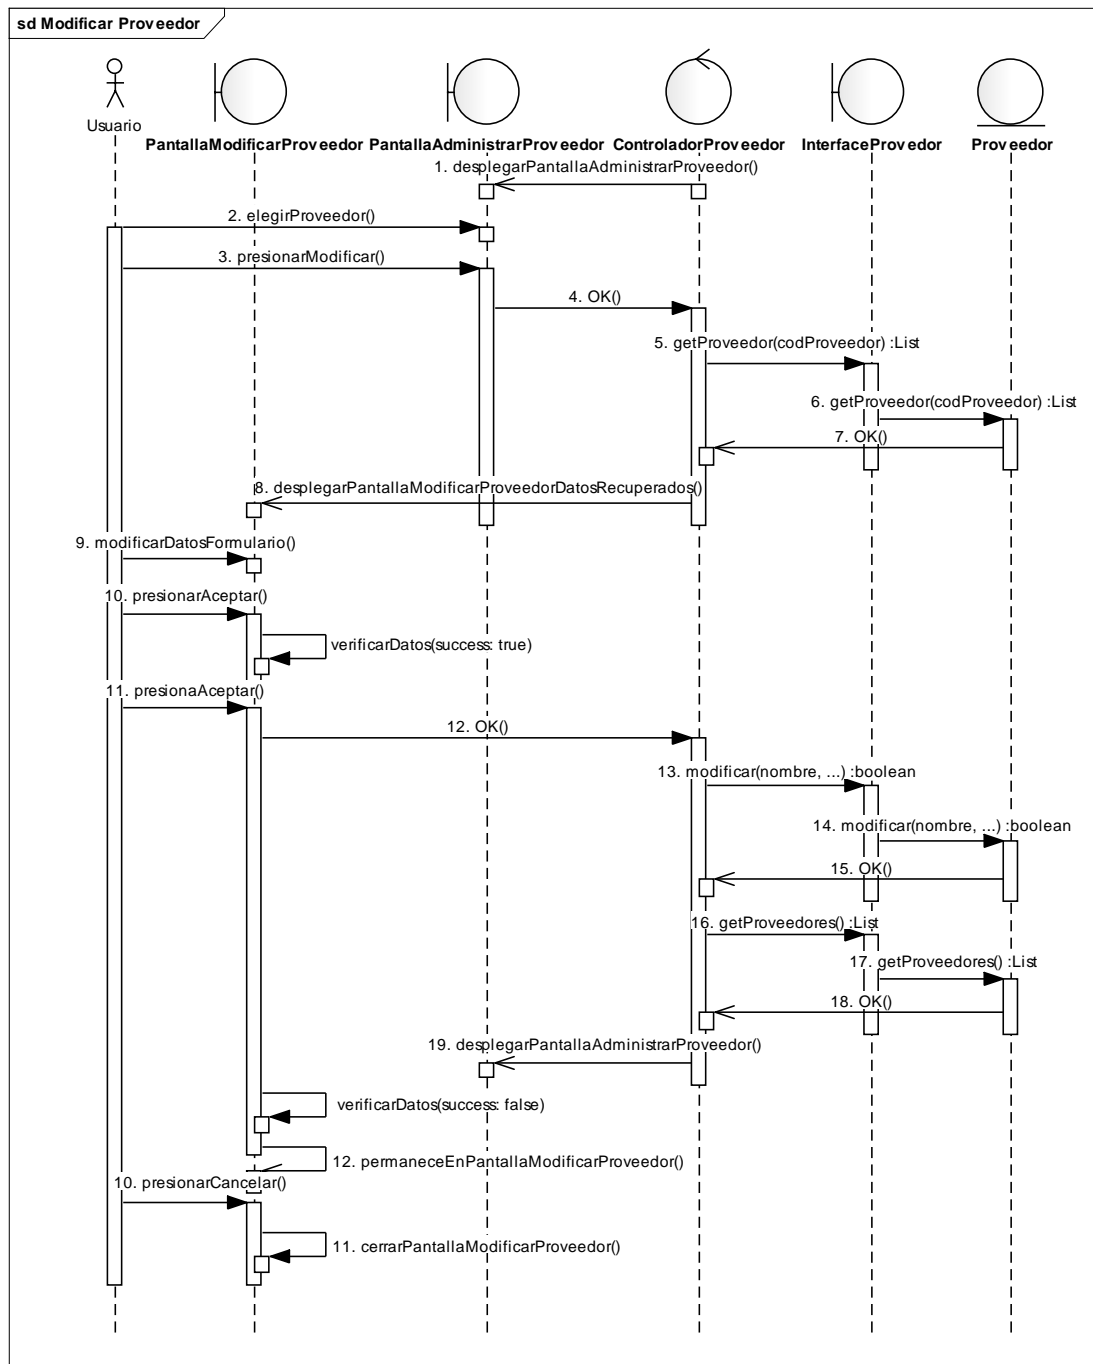 sd Modificar Proveedor
Usuario
PantallaModificarProveedor
PantallaAdministrarProveedor
ControladorProveedor
InterfaceProvedor
Proveedor
1. desplegarPantallaAdministrarProveedor()
2. elegirProveedor()
3. presionarModificar()
4. OK()
5. getProveedor(codProveedor) :List
6. getProveedor(codProveedor) :List
7. OK()
8. desplegarPantallaModificarProveedorDatosRecuperados()
9. modificarDatosFormulario()
10. presionarAceptar()
verificarDatos(success: true)
11. presionaAceptar()
12. OK()
13. modificar(nombre, ...) :boolean
14. modificar(nombre, ...) :boolean
15. OK()
16. getProveedores() :List
17. getProveedores() :List
18. OK()
19. desplegarPantallaAdministrarProveedor()
verificarDatos(success: false)
12. permaneceEnPantallaModificarProveedor()
10. presionarCancelar()
11. cerrarPantallaModificarProveedor()